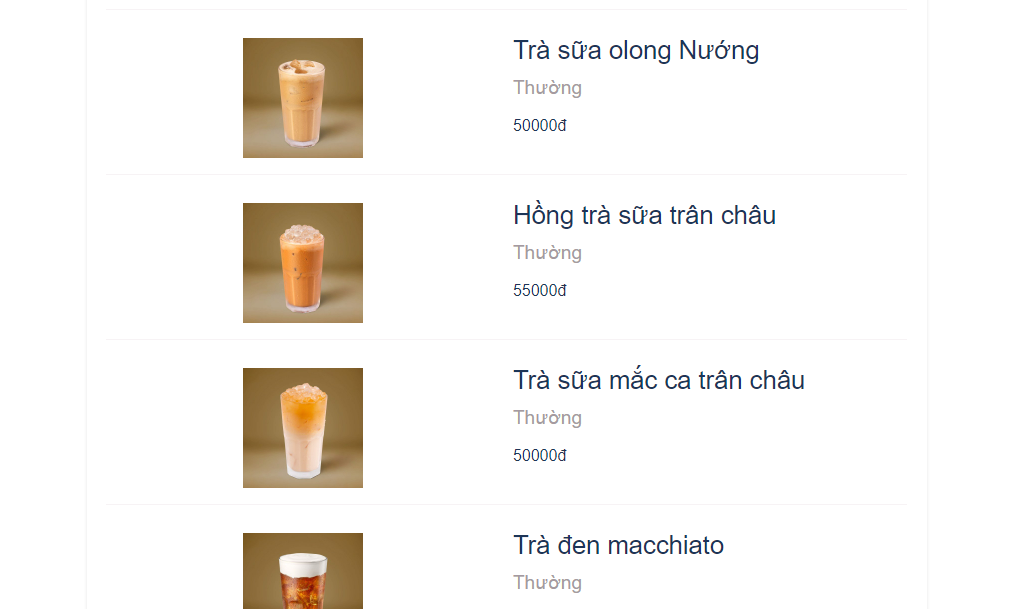 Trà sữa olong Nướng
Thường
50000đ
Hồng trà sữa trân châu
Thường
55000đ
Trà sữa mắc ca trân châu
Thường
50000đ
Trà đen macchiato
Thường